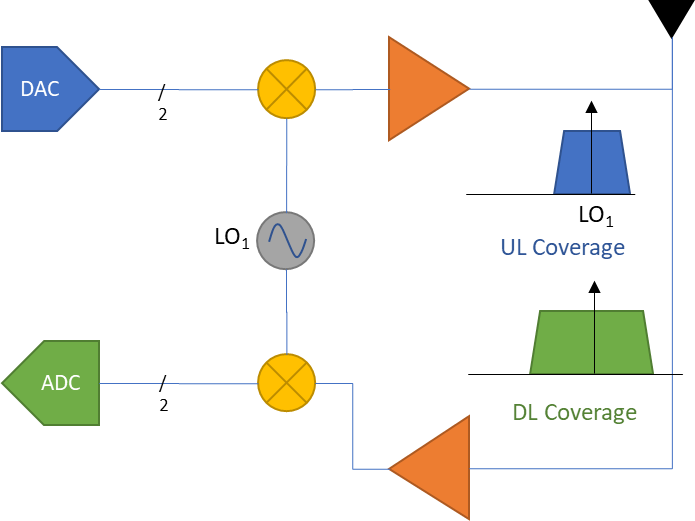 DAC
/
2
LO1
UL Coverage
LO1
ADC
/
2
DL Coverage